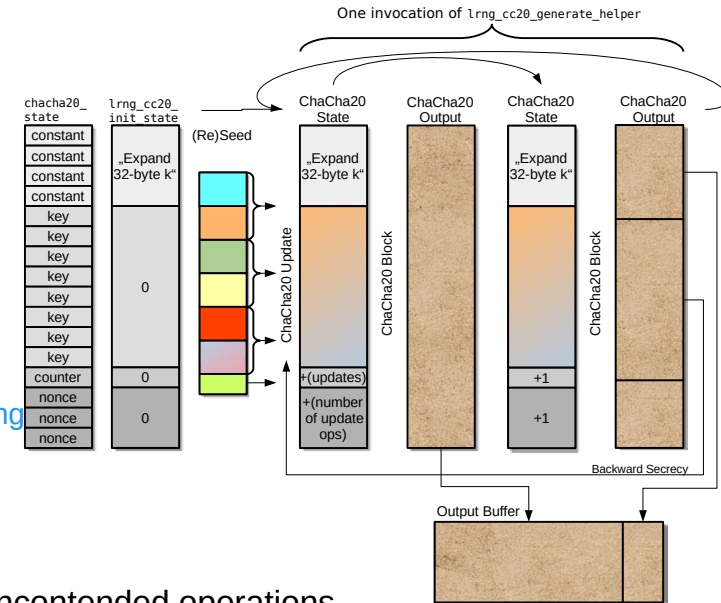 One invocation of lrng_cc20_generate_helper
chacha20_
state
lrng_cc20_
init_state
(Re)Seed
ChaCha20
State
ChaCha20
Output
ChaCha20
State
ChaCha20
Output
constant
constant
constant
constant
key
key
key
key
key
key
key
key
counter
nonce
nonce
nonce
„Expand
32-byte k“
0
0
0
ChaCha20 Update
„Expand
32-byte k“
+(updates)
+(number
of update
ops)
ChaCha20 Block
„Expand
32-byte k“
+1
+1
ChaCha20 Block
Backward Secrecy
Output Buffer
ng
ncontended operations